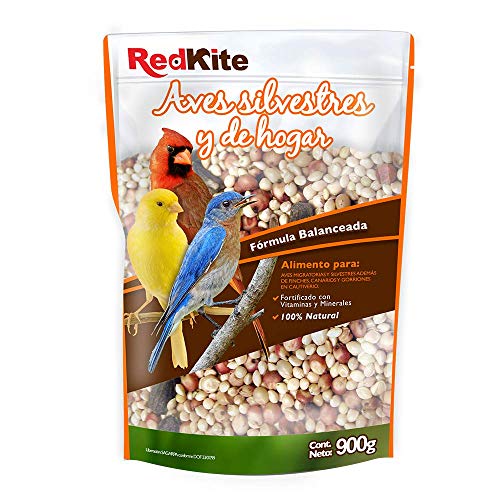 RedKite
Aves silvestres
y de hogar
Fórmula Balanceada
Alimento para:
AVES MIGRATORIAS Y SILVESTRES ADEMÁS
DE FINCHES, CANARIOS Y GORRIONES
EN CAUTIVERIO.
✓ Fortificado con
Vitaminas y Minerales
✓ 100% Natural
Cont.
Neto: 900g